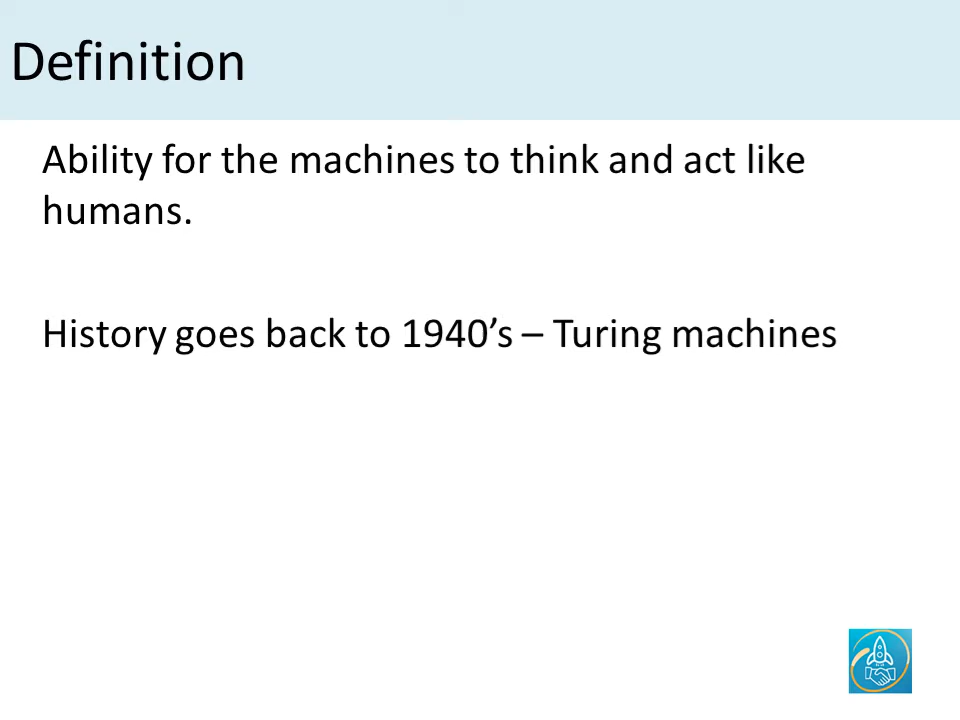 Definition
Ability for the machines to think and act like
humans.
History goes back to 1940’s – Turing machines